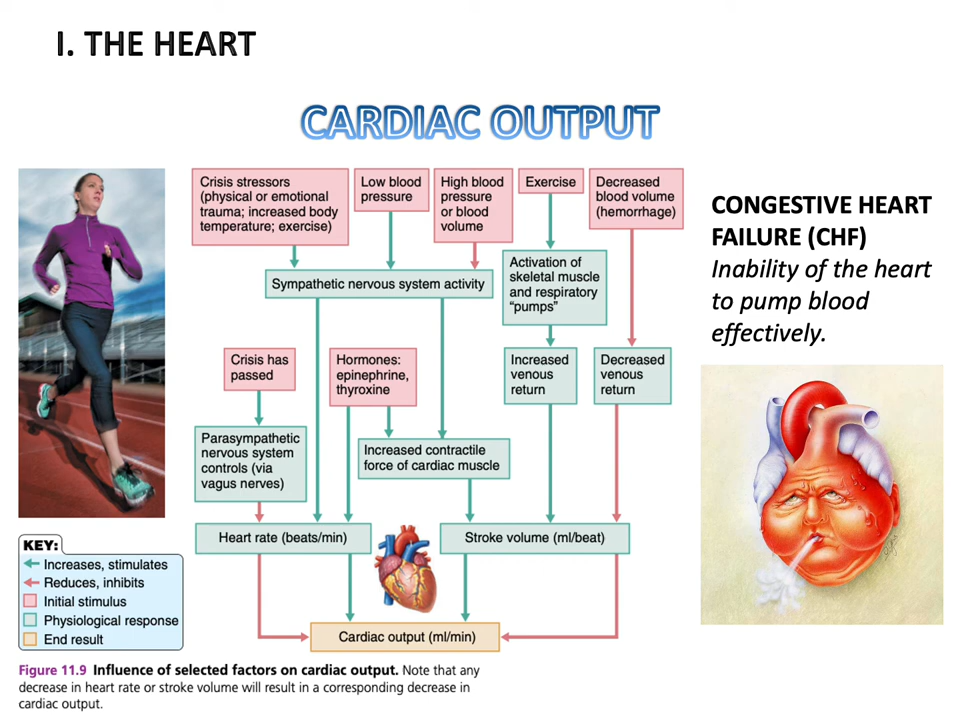 I. THE HEART
CARDIAC OUTPUT
Crisis stressors
(physical or emotional
trauma; increased body
temperature; exercise)
Low blood
pressure
High blood
pressure
or blood
volume
Exercise
Decreased
blood volume
(hemorrhage)
Sympathetic nervous system activity
Activation of
skeletal muscle
and respiratory
“pumps”
Crisis has
passed
Hormones:
epinephrine,
thyroxine
Increased
venous
return
Decreased
venous
return
Parasympathetic
nervous system
controls (via
vagus nerves)
Increased contractile
force of cardiac muscle
Heart rate (beats/min)
Stroke volume (ml/beat)
Cardiac output (ml/min)
KEY:
Increases, stimulates
Reduces, inhibits
Initial stimulus
Physiological response
End result
Figure 11.9 Influence of selected factors on cardiac output. Note that any
decrease in heart rate or stroke volume will result in a corresponding decrease in
cardiac output.
CONGESTIVE HEART
FAILURE (CHF)
Inability of the heart
to pump blood
effectively.